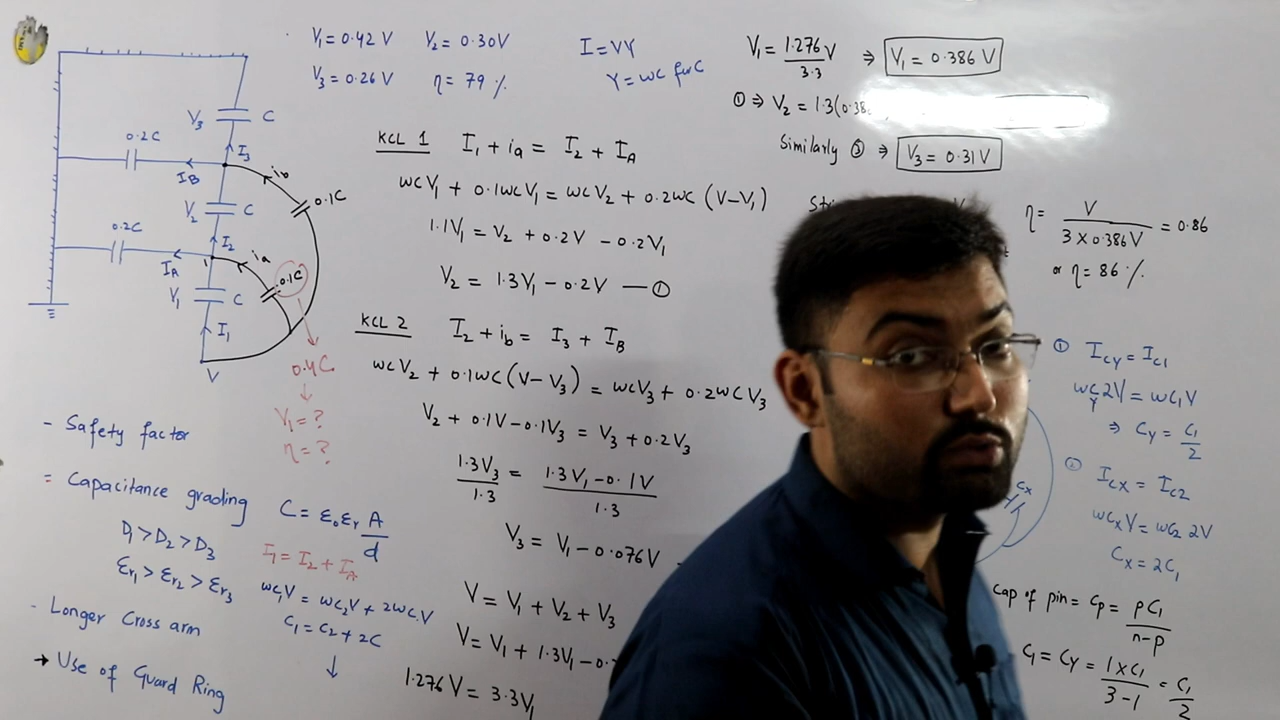 V₁ = 0.42 V V₂ = 0.30V
V₃ = 0.26 V η = 79 %
I = VY
Y = ωC for C
V₃ C
0.2C
I₃
I_B
i_b
0.1C
V₂ C
0.2C
I₂
I_A
1
i_a
0.1C
V₁ C
I₁
V
0.4C
↓
V₁ = ?
η = ?
KCL 1 I₁ + i_a = I₂ + I_A
ωCV₁ + 0.1ωCV₁ = ωCV₂ + 0.2ωC (V-V₁)
1.1V₁ = V₂ + 0.2V - 0.2V₁
V₂ = 1.3V₁ - 0.2V — ①
KCL 2 I₂ + i_b = I₃ + I_B
ωCV₂ + 0.1ωC(V-V₃) = ωCV₃ + 0.2ωCV₃
V₂ + 0.1V - 0.1V₃ = V₃ + 0.2V₃
1.3V₃/1.3 = 1.3V₁ - 0.1V/1.3
V₃ = V₁ - 0.076V -
V = V₁ + V₂ + V₃
V = V₁ + 1.3V₁ - 0.
1.276V = 3.3V₁
V₁ = 1.276/3.3 V ⇒ V₁ = 0.386 V
① ⇒ V₂ = 1.3(0.38
Similarly ② ⇒ V₃ = 0.31V
η = V/3 x 0.386V = 0.86
or η = 86 %
① I_CY = I_C1
ωC_Y 2V = ωC₁V
⇒ C_Y = C₁/2
② I_CX = I_C2
ωC_X V = ωC₂ 2V
C_X = 2C₁
C_X
Cap of pin = C_P = PC₁/n-P
C₁ = C_Y = 1xC₁/3-1 = C₁/2
- Safety factor
= Capacitance grading
C = ε₀εᵣ A/d
D₁ > D₂ > D₃
εᵣ₁ > εᵣ₂ > εᵣ₃
I₁ = I₂ + I_A
ωC₁V = ωC₂V + 2ωC.V
C₁ = C₂ + 2C
↓
- Longer Cross arm
→ Use of Guard Ring